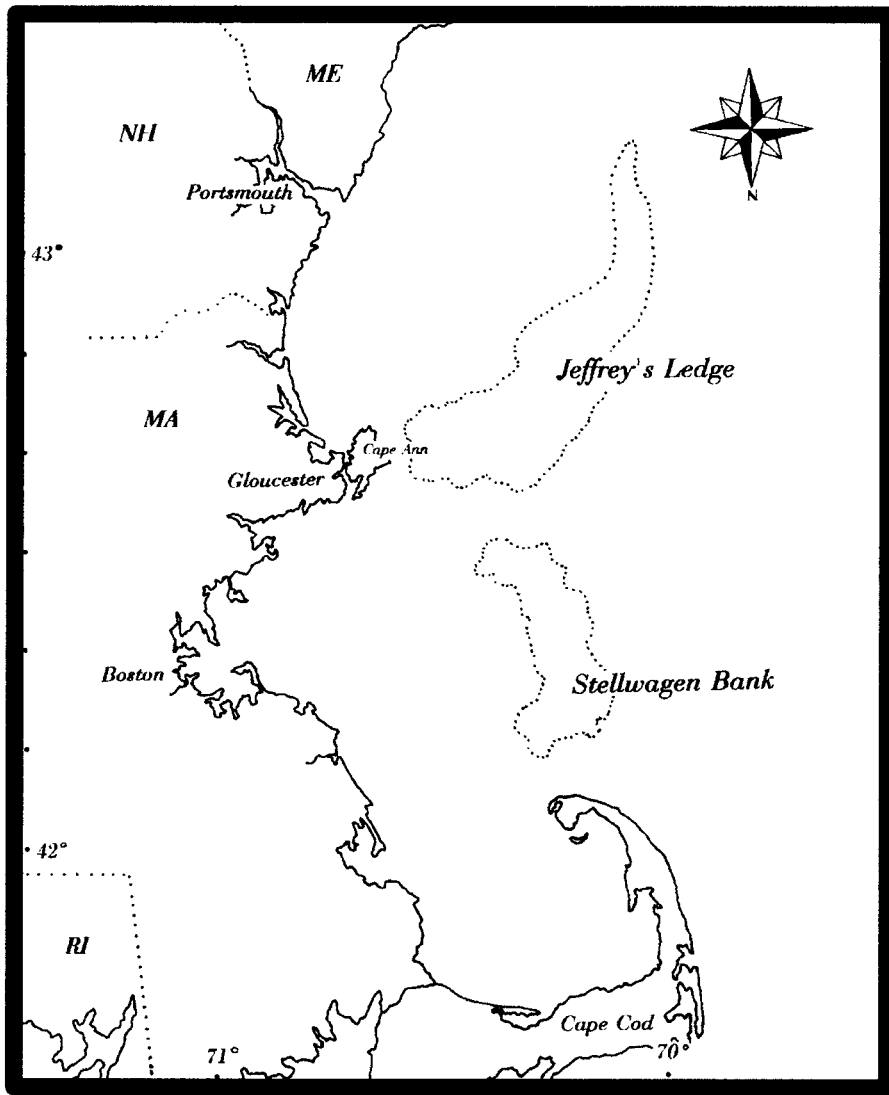 ME
NH
Portsmouth
N
43°
Jeffrey's Ledge
MA
Cape Ann
Gloucester
Boston
Stellwagen Bank
42°
RI
Cape Cod
71°
70°